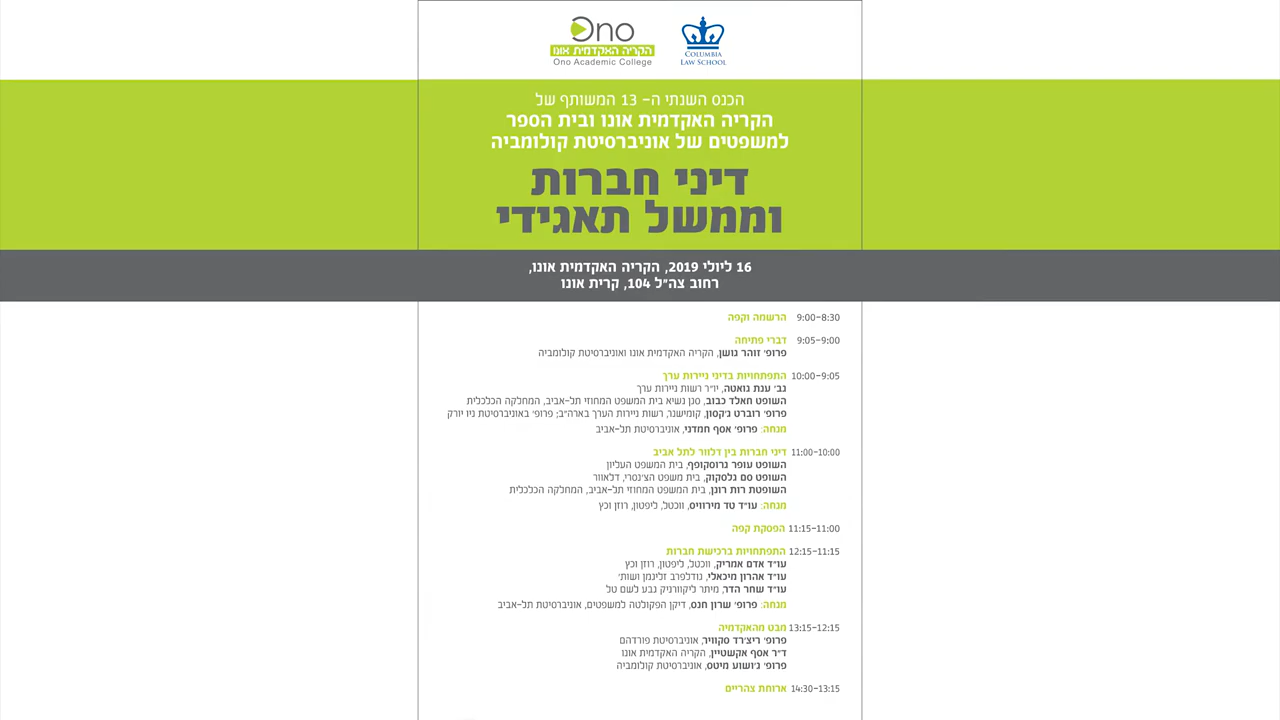 Ono
הקריה האקדמית אונו
Ono Academic College
COLUMBIA
LAW SCHOOL
הכנס השנתי ה- 13 המשותף של
הקריה האקדמית אונו ובית הספר
למשפטים של אוניברסיטת קולומביה
דיני חברות
וממשל תאגידי
16 ליולי 2019, הקריה האקדמית אונו,
רחוב צה"ל 104, קרית אונו
9:00-8:30 הרשמה וקפה
9:05-9:00 דברי פתיחה
פרופ' זוהר גושן, הקריה האקדמית אונו ואוניברסיטת קולומביה
10:00-9:05 התפתחויות בדיני ניירות ערך
גב' ענת גואטה, יו"ר רשות ניירות ערך
השופט חאלד כבוב, סגן נשיא בית המשפט המחוזי תל-אביב, המחלקה הכלכלית
פרופ' רוברט ג'קסון, קומישנר, רשות ניירות הערך בארה"ב; פרופ' באוניברסיטת ניו יורק
מנחה: פרופ' אסף חמדני, אוניברסיטת תל-אביב
11:00-10:00 דיני חברות בין דלוור לתל אביב
השופט עופר גרוסקופף, בית המשפט העליון
השופט סם גלסקוק, בית משפט הצ'נסרי, דלאוור
השופטת רות רונן, בית המשפט המחוזי תל-אביב, המחלקה הכלכלית
מנחה: עו"ד טד מירוויס, ווכטל, ליפטון, רוזן וכץ
11:15-11:00 הפסקת קפה
12:15-11:15 התפתחויות ברכישת חברות
עו"ד אדם אמריק, ווכטל, ליפטון, רוזן וכץ
עו"ד אהרון מיכאלי, גולדפרב זליגמן ושות'
עו"ד שחר הדר, מיתר ליקוורניק גבע לשם טל
מנחה: פרופ' שרון חנס, דיקן הפקולטה למשפטים, אוניברסיטת תל-אביב
13:15-12:15 מבט מהאקדמיה
פרופ' ריצ'רד סקוויר, אוניברסיטת פורדהם
ד"ר אסף אקשטיין, הקריה האקדמית אונו
פרופ' ג'ושוע מיטס, אוניברסיטת קולומביה
14:30-13:15 ארוחת צהריים